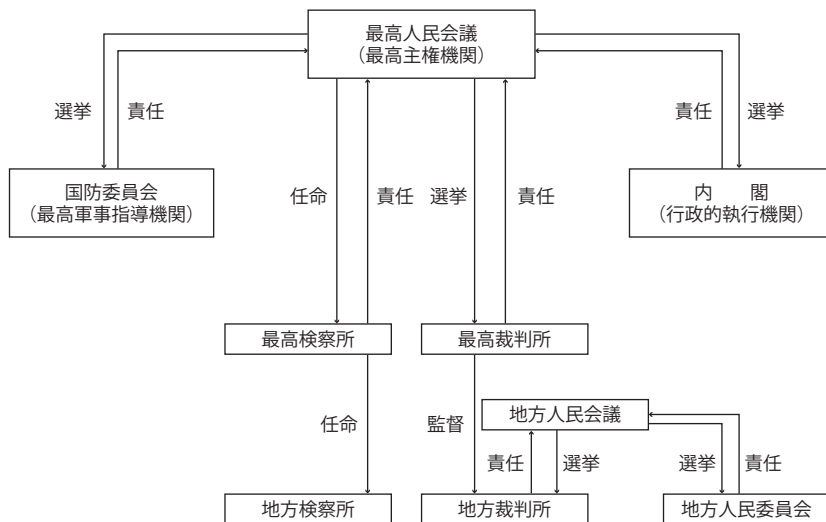 最高人民会議
(最高主権機関)
選挙
責任
責任
選挙
国防委員会
(最高軍事指導機関)
任命
責任
選挙
責任
内　　閣
(行政的執行機関)
最高検察所
最高裁判所
任命
監督
地方人民会議
責任
選挙
選挙
責任
地方検察所
地方裁判所
地方人民委員会